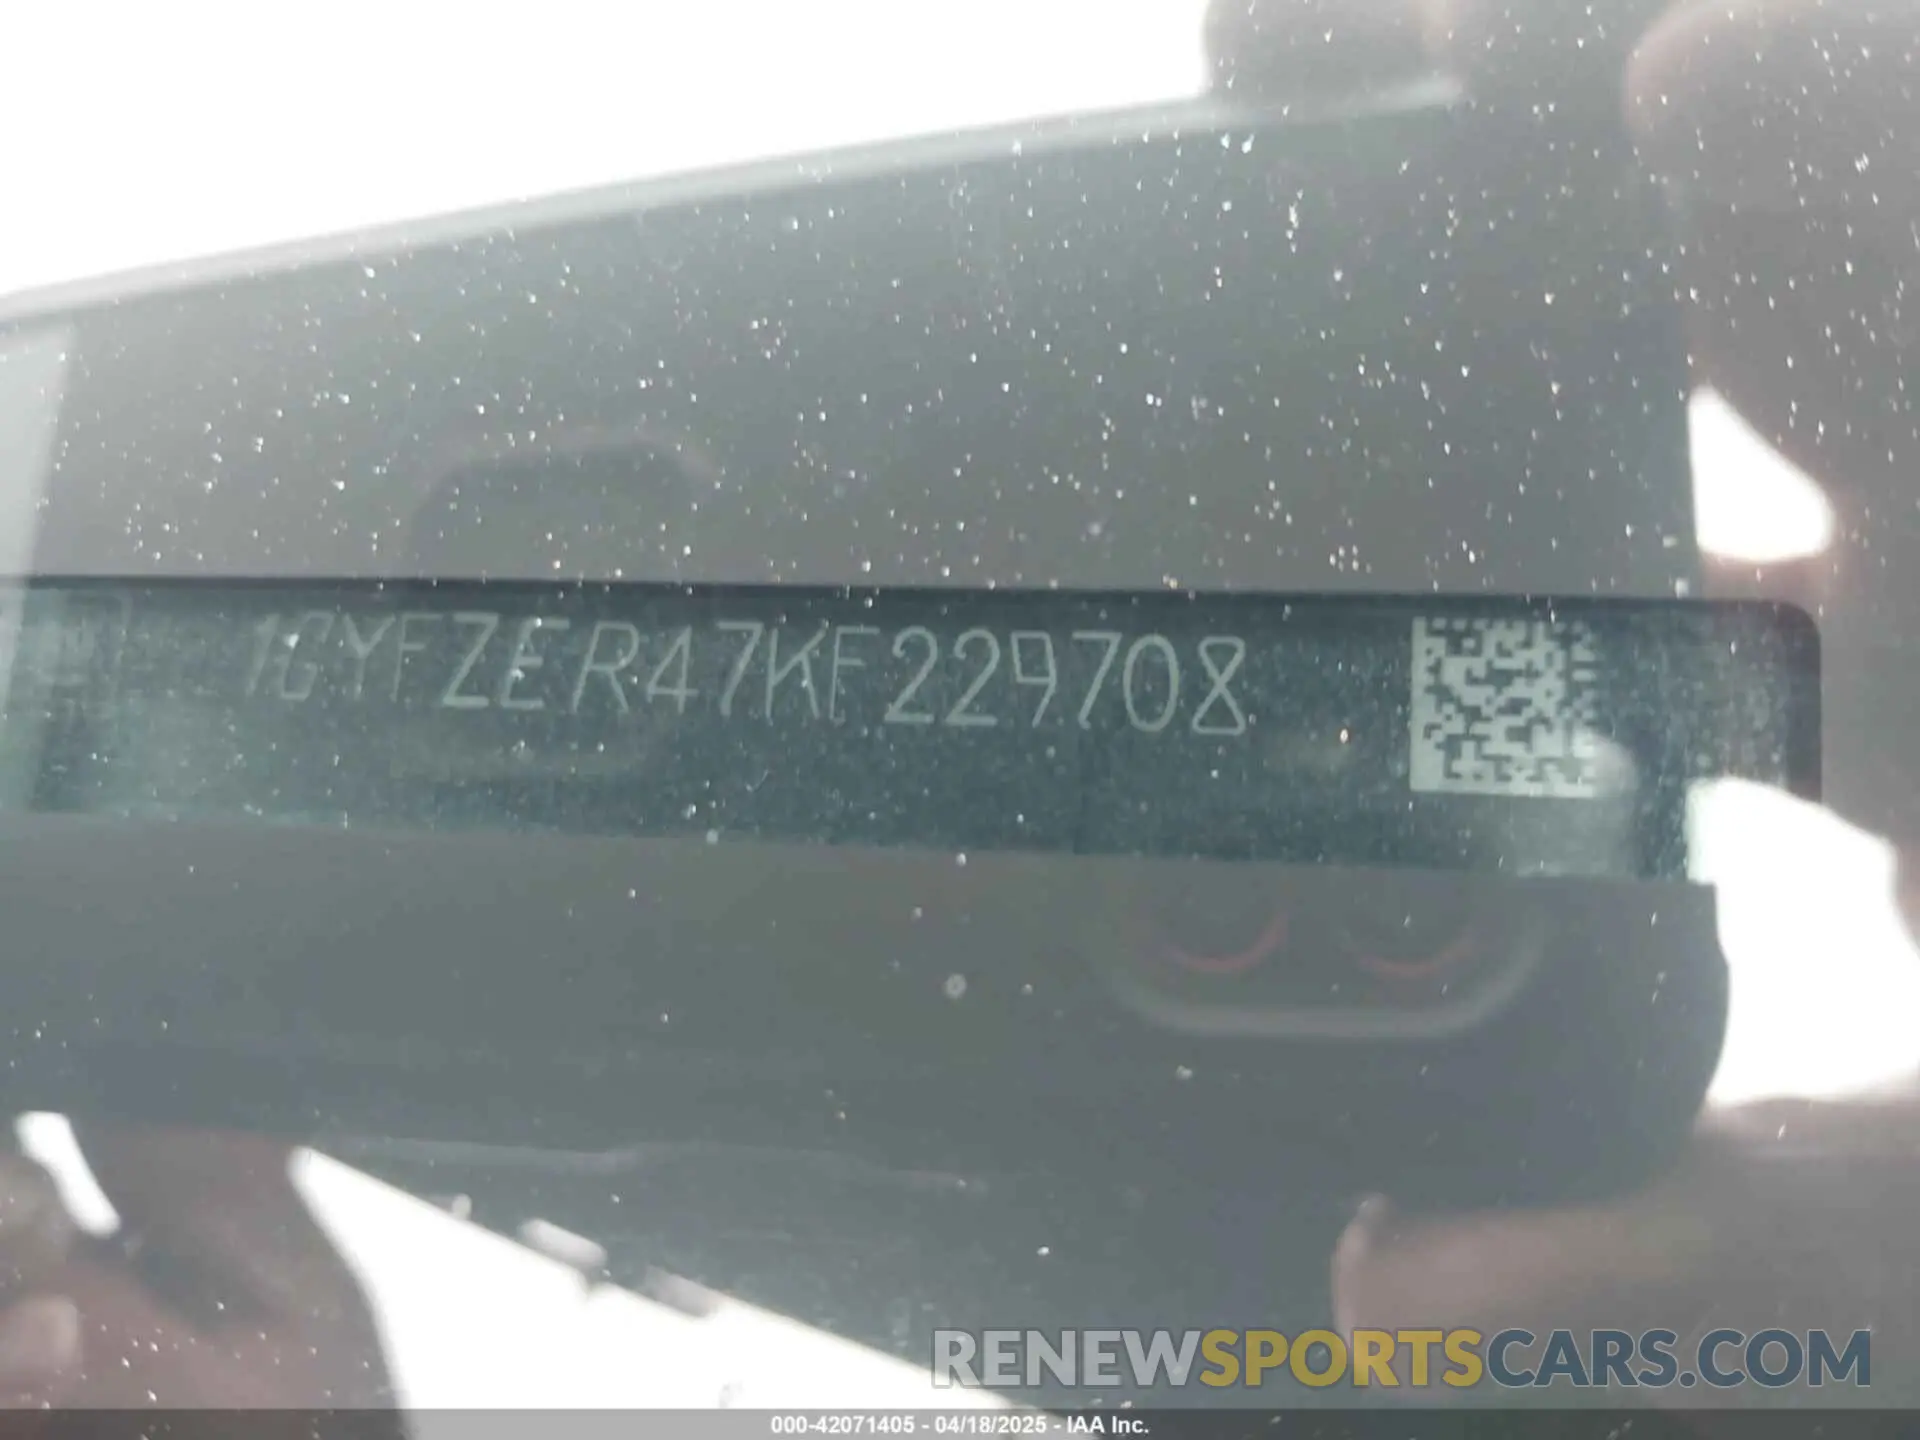 1GYFZER47KF229708
RENEWSPORTSCARS.COM
000-42071405 - 04/18/2025 - IAA Inc.